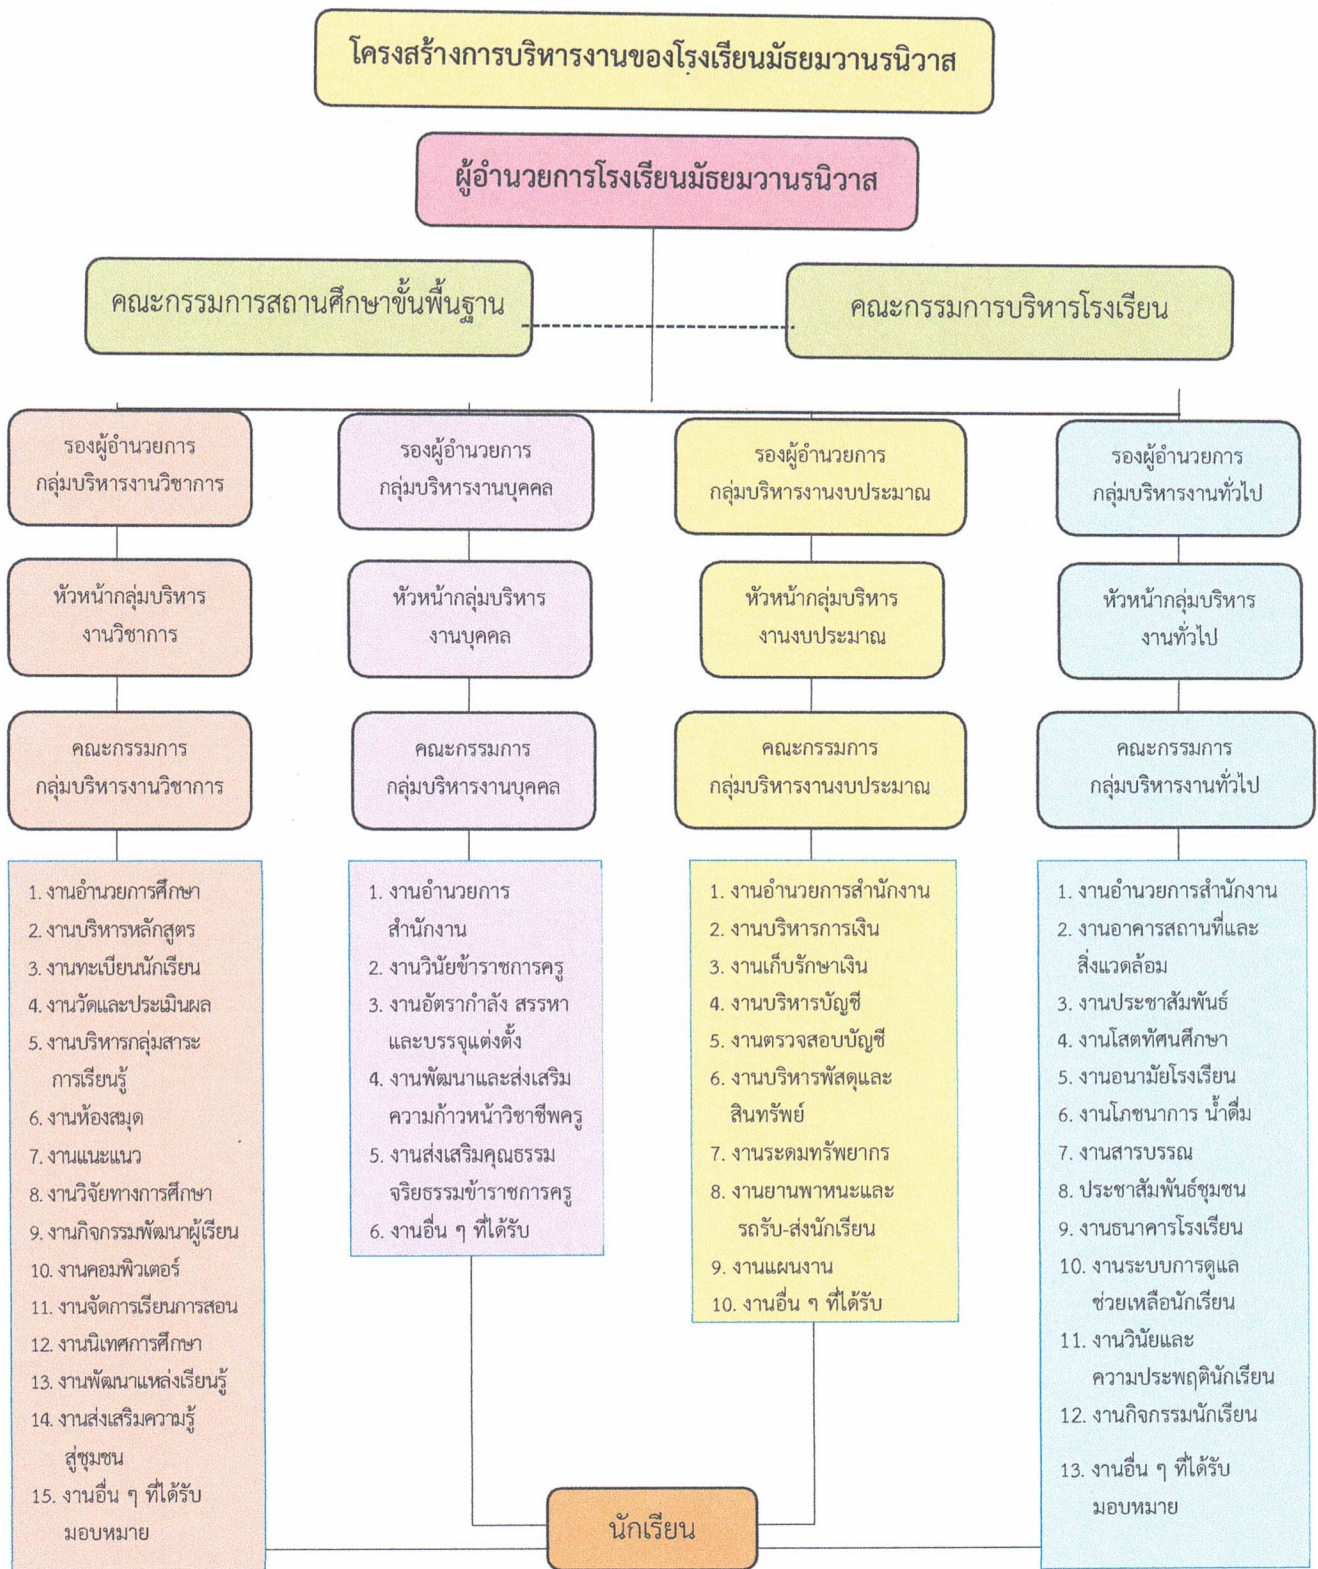 โครงสร้างการบริหารงานของโรงเรียนมัธยมวานรนิวาส
ผู้อำนวยการโรงเรียนมัธยมวานรนิวาส
คณะกรรมการสถานศึกษาขั้นพื้นฐาน
คณะกรรมการบริหารโรงเรียน
รองผู้อำนวยการ
กลุ่มบริหารงานวิชาการ
รองผู้อำนวยการ
กลุ่มบริหารงานบุคคล
รองผู้อำนวยการ
กลุ่มบริหารงานงบประมาณ
รองผู้อำนวยการ
กลุ่มบริหารงานทั่วไป
หัวหน้ากลุ่มบริหาร
งานวิชาการ
หัวหน้ากลุ่มบริหาร
งานบุคคล
หัวหน้ากลุ่มบริหาร
งานงบประมาณ
หัวหน้ากลุ่มบริหาร
งานทั่วไป
คณะกรรมการ
กลุ่มบริหารงานวิชาการ
คณะกรรมการ
กลุ่มบริหารงานบุคคล
คณะกรรมการ
กลุ่มบริหารงานงบประมาณ
คณะกรรมการ
กลุ่มบริหารงานทั่วไป
1. งานอำนวยการศึกษา
2. งานบริหารหลักสูตร
3. งานทะเบียนนักเรียน
4. งานวัดและประเมินผล
5. งานบริหารกลุ่มสาระ
การเรียนรู้
6. งานห้องสมุด
7. งานแนะแนว
8. งานวิจัยทางการศึกษา
9. งานกิจกรรมพัฒนาผู้เรียน
10. งานคอมพิวเตอร์
11. งานจัดการเรียนการสอน
12. งานนิเทศการศึกษา
13. งานพัฒนาแหล่งเรียนรู้
14. งานส่งเสริมความรู้
สู่ชุมชน
15. งานอื่น ๆ ที่ได้รับ
มอบหมาย
1. งานอำนวยการ
สำนักงาน
2. งานวินัยข้าราชการครู
3. งานอัตรากำลัง สรรหา
และบรรจุแต่งตั้ง
4. งานพัฒนาและส่งเสริม
ความก้าวหน้าวิชาชีพครู
5. งานส่งเสริมคุณธรรม
จริยธรรมข้าราชการครู
6. งานอื่น ๆ ที่ได้รับ
1. งานอำนวยการสำนักงาน
2. งานบริหารการเงิน
3. งานเก็บรักษาเงิน
4. งานบริหารบัญชี
5. งานตรวจสอบบัญชี
6. งานบริหารพัสดุและ
สินทรัพย์
7. งานระดมทรัพยากร
8. งานยานพาหนะและ
รถรับ-ส่งนักเรียน
9. งานแผนงาน
10. งานอื่น ๆ ที่ได้รับ
1. งานอำนวยการสำนักงาน
2. งานอาคารสถานที่และ
สิ่งแวดล้อม
3. งานประชาสัมพันธ์
4. งานโสตทัศนศึกษา
5. งานอนามัยโรงเรียน
6. งานโภชนาการ น้ำดื่ม
7. งานสารบรรณ
8. ประชาสัมพันธ์ชุมชน
9. งานธนาคารโรงเรียน
10. งานระบบการดูแล
ช่วยเหลือนักเรียน
11. งานวินัยและ
ความประพฤตินักเรียน
12. งานกิจกรรมนักเรียน
13. งานอื่น ๆ ที่ได้รับ
มอบหมาย
นักเรียน